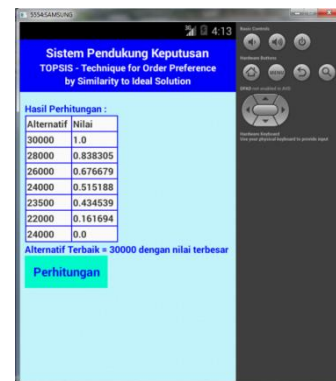 5554:SAMSUNG
3G 4:13
Sistem Pendukung Keputusan
TOPSIS - Technique for Order Preference
by Similarity to Ideal Solution
Hasil Perhitungan :
Alternatif Nilai
30000 1.0
28000 0.838305
26000 0.676679
24000 0.515188
23500 0.434539
22000 0.161694
24000 0.0
Alternatif Terbaik = 30000 dengan nilai terbesar
Perhitungan
Basic Controls
Hardware Buttons
MENU
DPAD not enabled in AVD
Hardware Keyboard
Use your physical keyboard to provide input